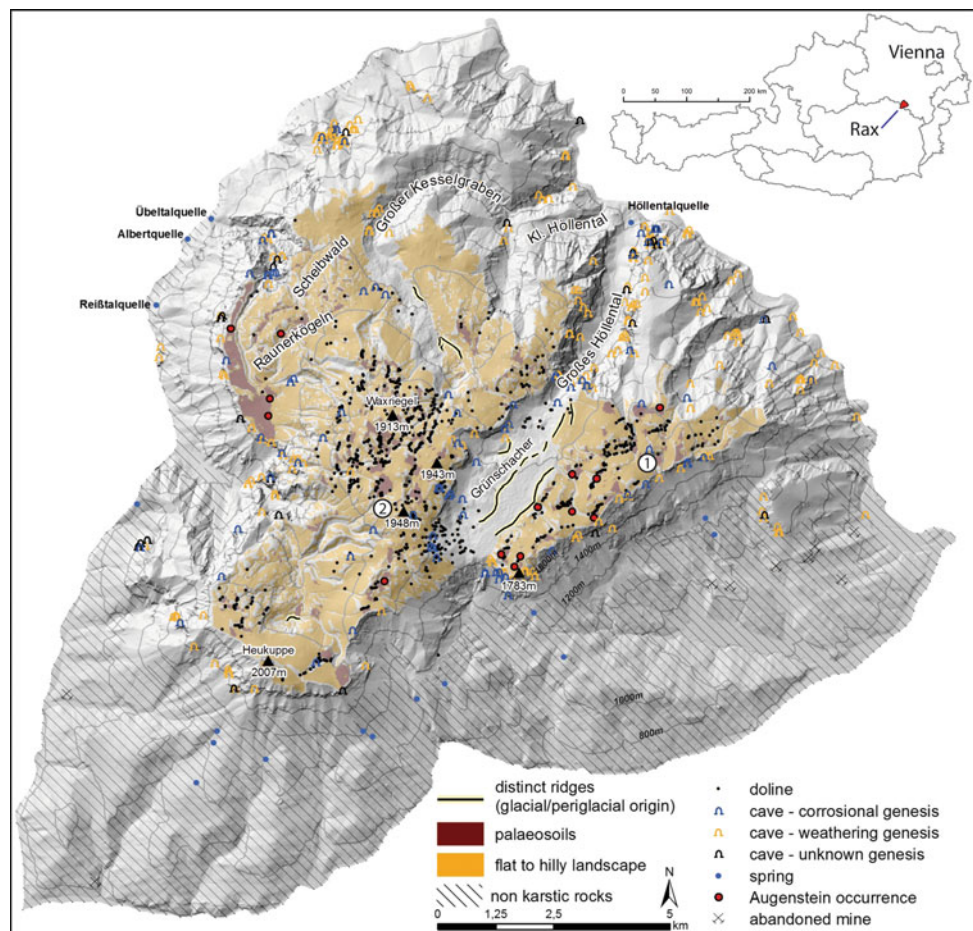 Vienna
0 50 100 200 km
Rax
Großer Kesselgraben
Übeltalquelle
Höllentalquelle
Albertquelle
Kl. Höllental
Scheibwald
Reißtalquelle
Großes Höllental
Raunerkogeln
Waxriegel
1913m
Grünschacher
1943m
1
2
1948m
1400m
1783m
1200m
Heukuppe
2007m
1000m
800m
distinct ridges
(glacial/periglacial origin)
palaeosoils
flat to hilly landscape
non karstic rocks
doline
cave - corrosional genesis
cave - weathering genesis
cave - unknown genesis
spring
Augenstein occurrence
abandoned mine
N
0 1,25 2,5 5
km